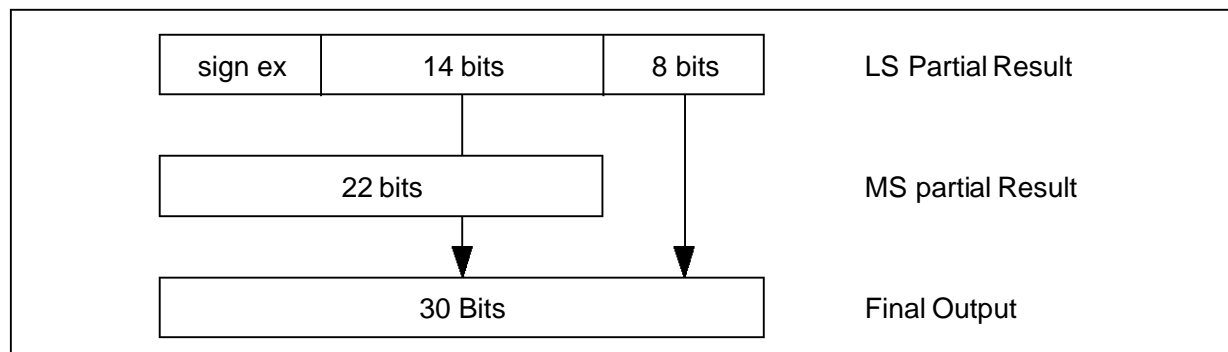 sign ex 14 bits 8 bits LS Partial Result
22 bits MS partial Result
30 Bits Final Output